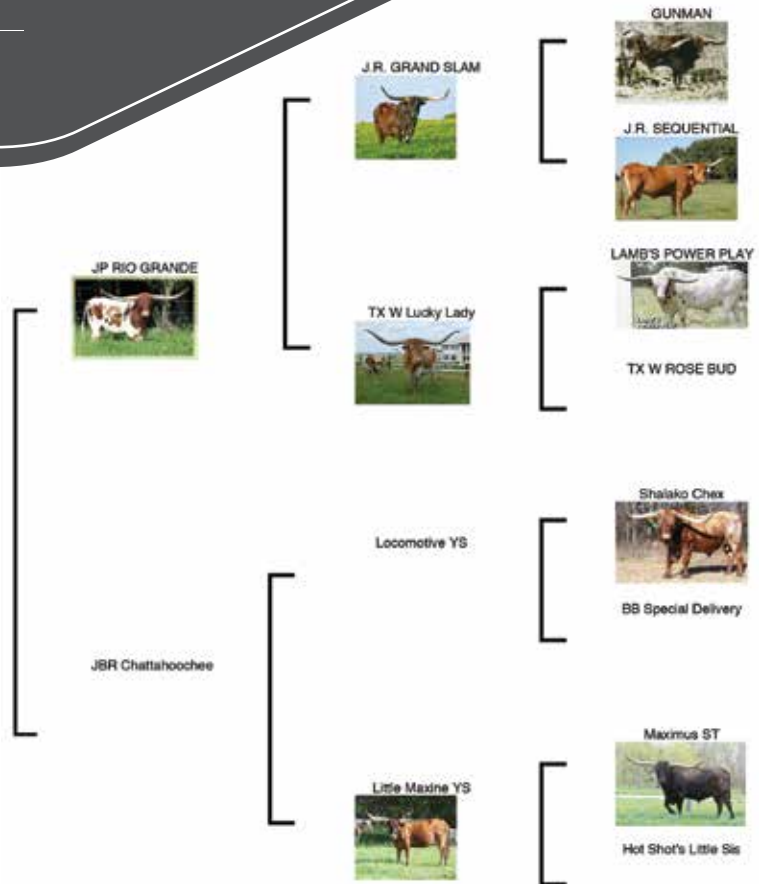 GUNMAN
J.R. GRAND SLAM
J.R. SEQUENTIAL
JP RIO GRANDE
LAMB'S POWER PLAY
TX W Lucky Lady
TX W ROSE BUD
Shalako Chex
Locomotive YS
BB Special Delivery
JBR Chattahoochee
Maximus ST
Little Maxine YS
Hot Shot's Little Sis